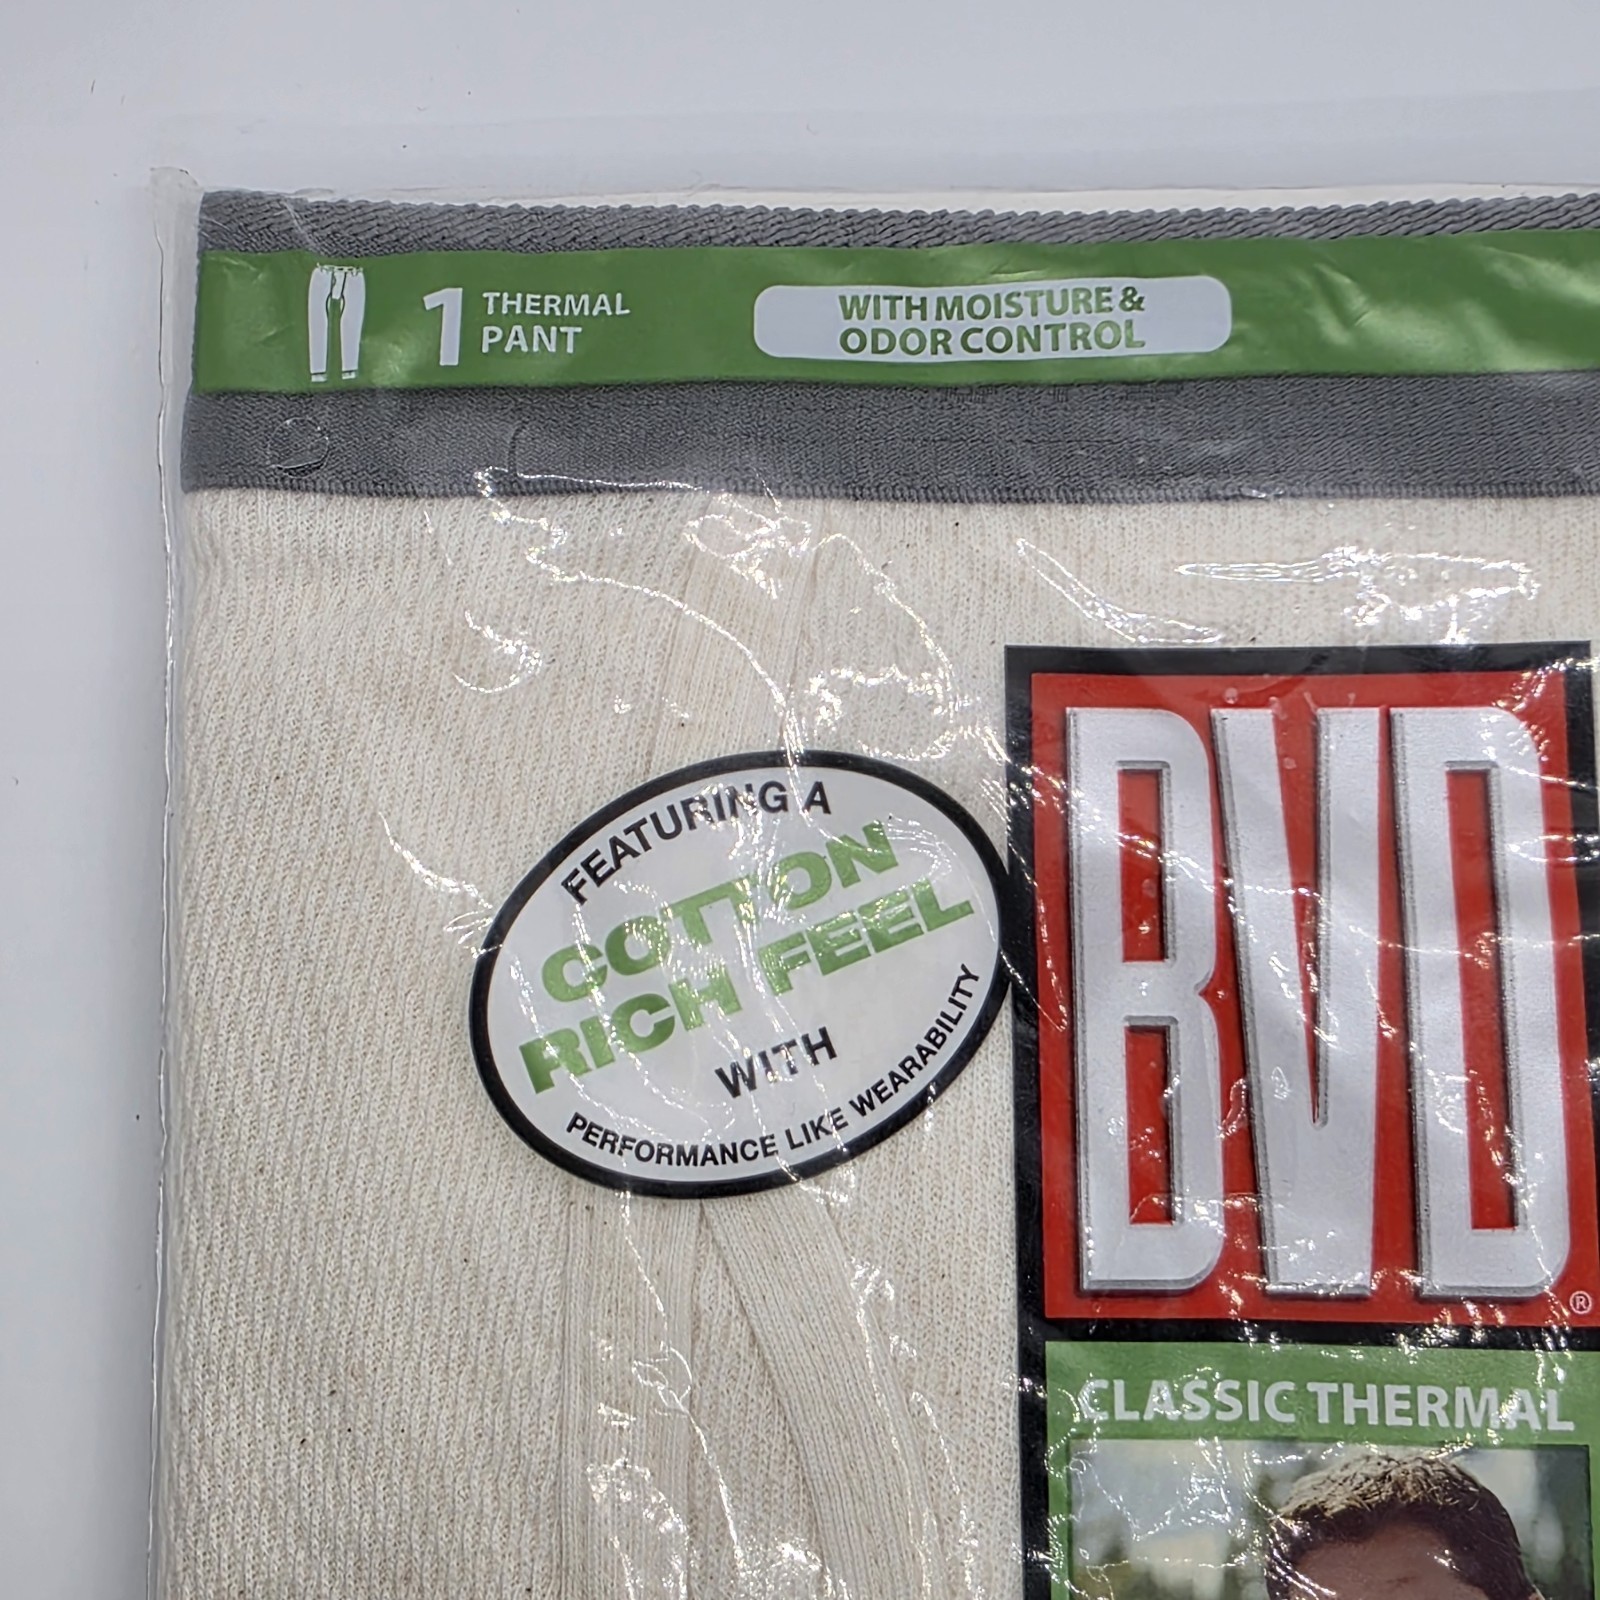 1 THERMAL
PANT
WITH MOISTURE &
ODOR CONTROL
FEATURING A
COTTON
RICH FEEL
WITH
PERFORMANCE LIKE WEARABILITY
BVD®
CLASSIC THERMAL